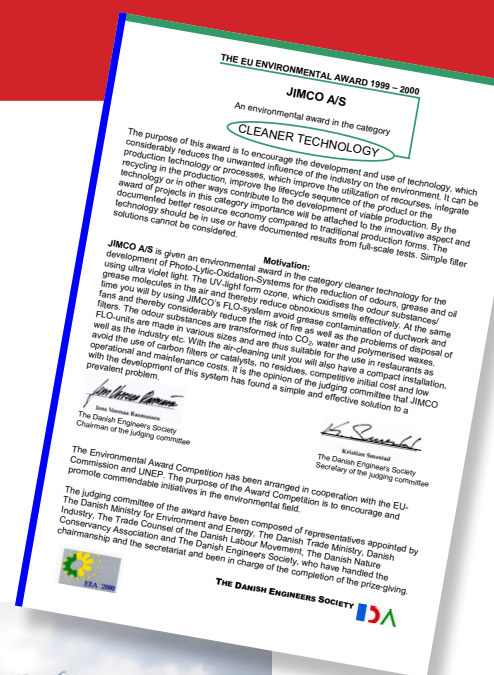 THE EU ENVIRONMENTAL AWARD 1999 – 2000
JIMCO A/S
An environmental award in the category
CLEANER TECHNOLOGY
The purpose of this award is to encourage the development and use of technology, which
considerably reduces the unwanted influence of the industry on the environment. It can be
production technology or processes, which improve the utilization of recourses, integrate
recycling in the production, improve the lifecycle sequence of the product or the
technology or in other ways contribute to the development of viable production. By the
award of projects in this category importance will be attached to the innovative aspect and
documented better resource economy compared to traditional production forms. The
technology should be in use or have documented results from full-scale tests. Simple filter
solutions cannot be considered.
Motivation:
JIMCO A/S is given an environmental award in the category cleaner technology for the
development of Photo-Lytic-Oxidation-Systems for the reduction of odours, grease and oil
using ultra violet light. The UV-light form ozone, which oxidises the odour substances/
grease molecules in the air and thereby reduce obnoxious smells effectively. At the same
time you will by using JIMCO's FLO-system avoid grease contamination of ductwork and
fans and thereby considerably reduce the risk of fire as well as the problems of disposal of
filters. The odour substances are transformed into CO2, water and polymerised waxes.
FLO-units are made in various sizes and are thus suitable for the use in restaurants as
well as the industry etc. With the air-cleaning unit you will also have a compact installation,
avoid the use of carbon filters or catalysts, no residues, competitive initial cost and low
operational and maintenance costs. It is the opinion of the judging committee that JIMCO
with the development of this system has found a simple and effective solution to a
prevalent problem.
Jens Voersaa Rasmussen
The Danish Engineers Society
Chairman of the judging committee
Kristian Smestad
The Danish Engineers Society
Secretary of the judging committee
The Environmental Award Competition has been arranged in cooperation with the EU-
Commission and UNEP. The purpose of the Award Competition is to encourage and
promote commendable initiatives in the environmental field.
The judging committee of the award have been composed of representatives appointed by
The Danish Ministry for Environment and Energy, The Danish Trade Ministry, Danish
Industry, The Trade Counsel of the Danish Labour Movement, The Danish Nature
Conservancy Association and The Danish Engineers Society, who have handled the
chairmanship and the secretariat and been in charge of the completion of the prize-giving.
EEA 2000
THE DANISH ENGINEERS SOCIETY IDA